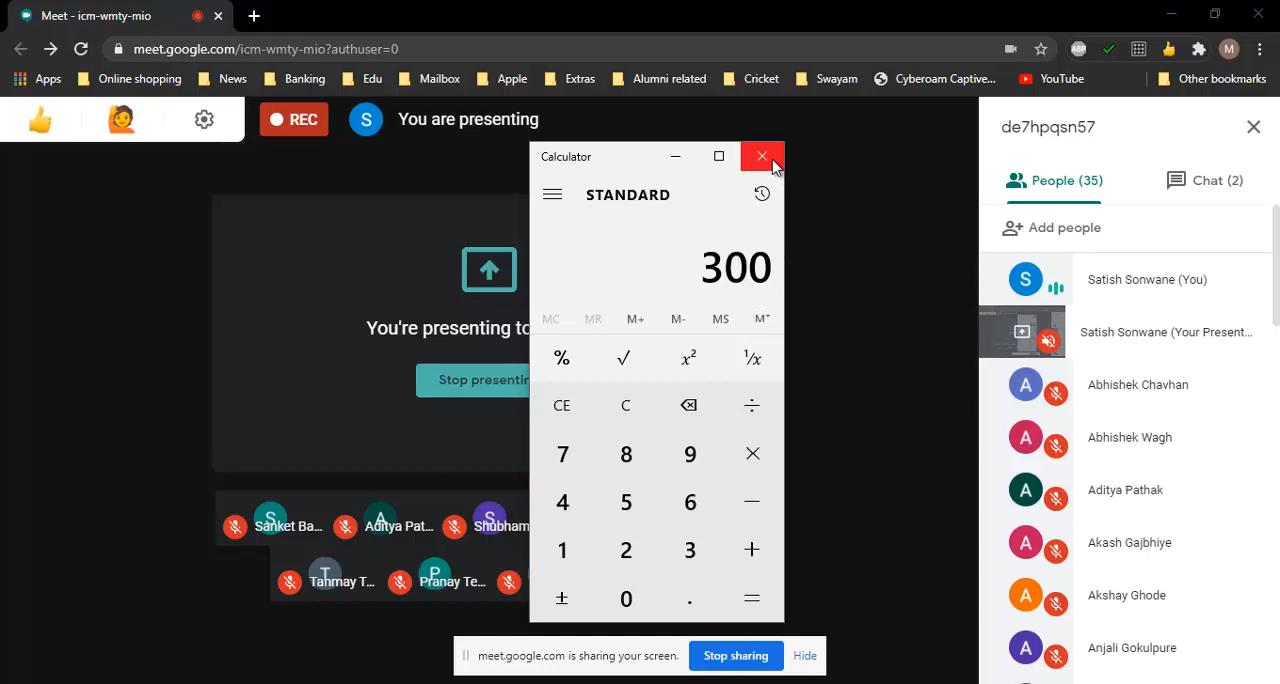 Meet - icm-wmty-mio
meet.google.com/icm-wmty-mio?authuser=0
ABP
M
Apps
Online shopping
News
Banking
Edu
Mailbox
Apple
Extras
Alumni related
Cricket
Swayam
Cyberoam Captive...
YouTube
Other bookmarks
REC
S
You are presenting
de7hpqsn57
People (35)
Chat (2)
Add people
Calculator
STANDARD
300
MC MR M+ M- MS M˅
% √ x² ¹/x
CE C ÷
7 8 9 ×
4 5 6 −
1 2 3 +
± 0 . =
You're presenting to
Stop presentin
S Sanket Ba...
A Aditya Pat...
S Shubham
T Tanmay T...
P Pranay Te...
S Satish Sonwane (You)
Satish Sonwane (Your Present...
A Abhishek Chavhan
A Abhishek Wagh
A Aditya Pathak
A Akash Gajbhiye
A Akshay Ghode
A Anjali Gokulpure
meet.google.com is sharing your screen.
Stop sharing
Hide